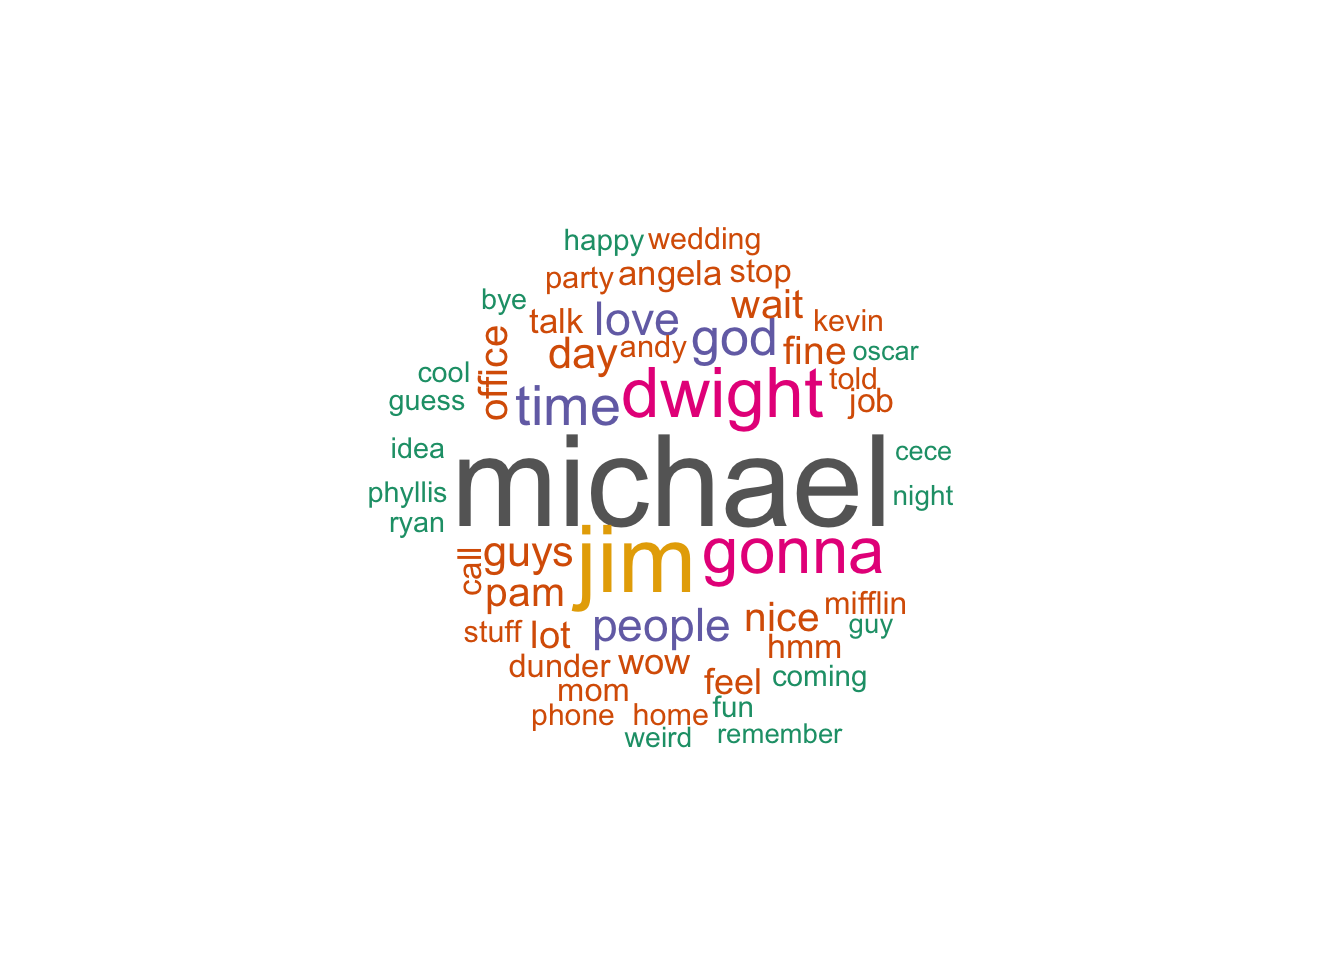 happy wedding
party angela stop
bye talk love god wait kevin
office day andy fine oscar
cool time dwight told
guess job
idea michael cece
phyllis night
ryan
call guys jim gonna
pam mifflin
stuff lot people nice guy
dunder wow hmm
mom feel coming
phone home fun
weird remember